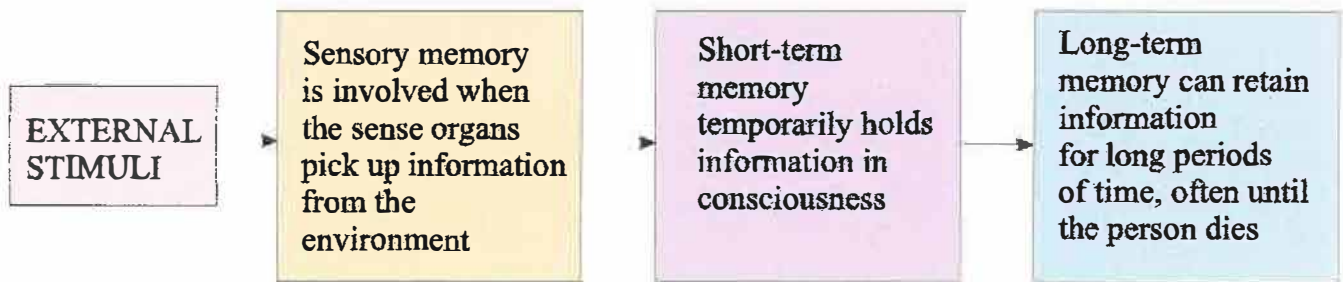 EXTERNAL
STIMULI
Sensory memory
is involved when
the sense organs
pick up information
from the
environment
Short-term
memory
temporarily holds
information in
consciousness
Long-term
memory can retain
information
for long periods
of time, often until
the person dies